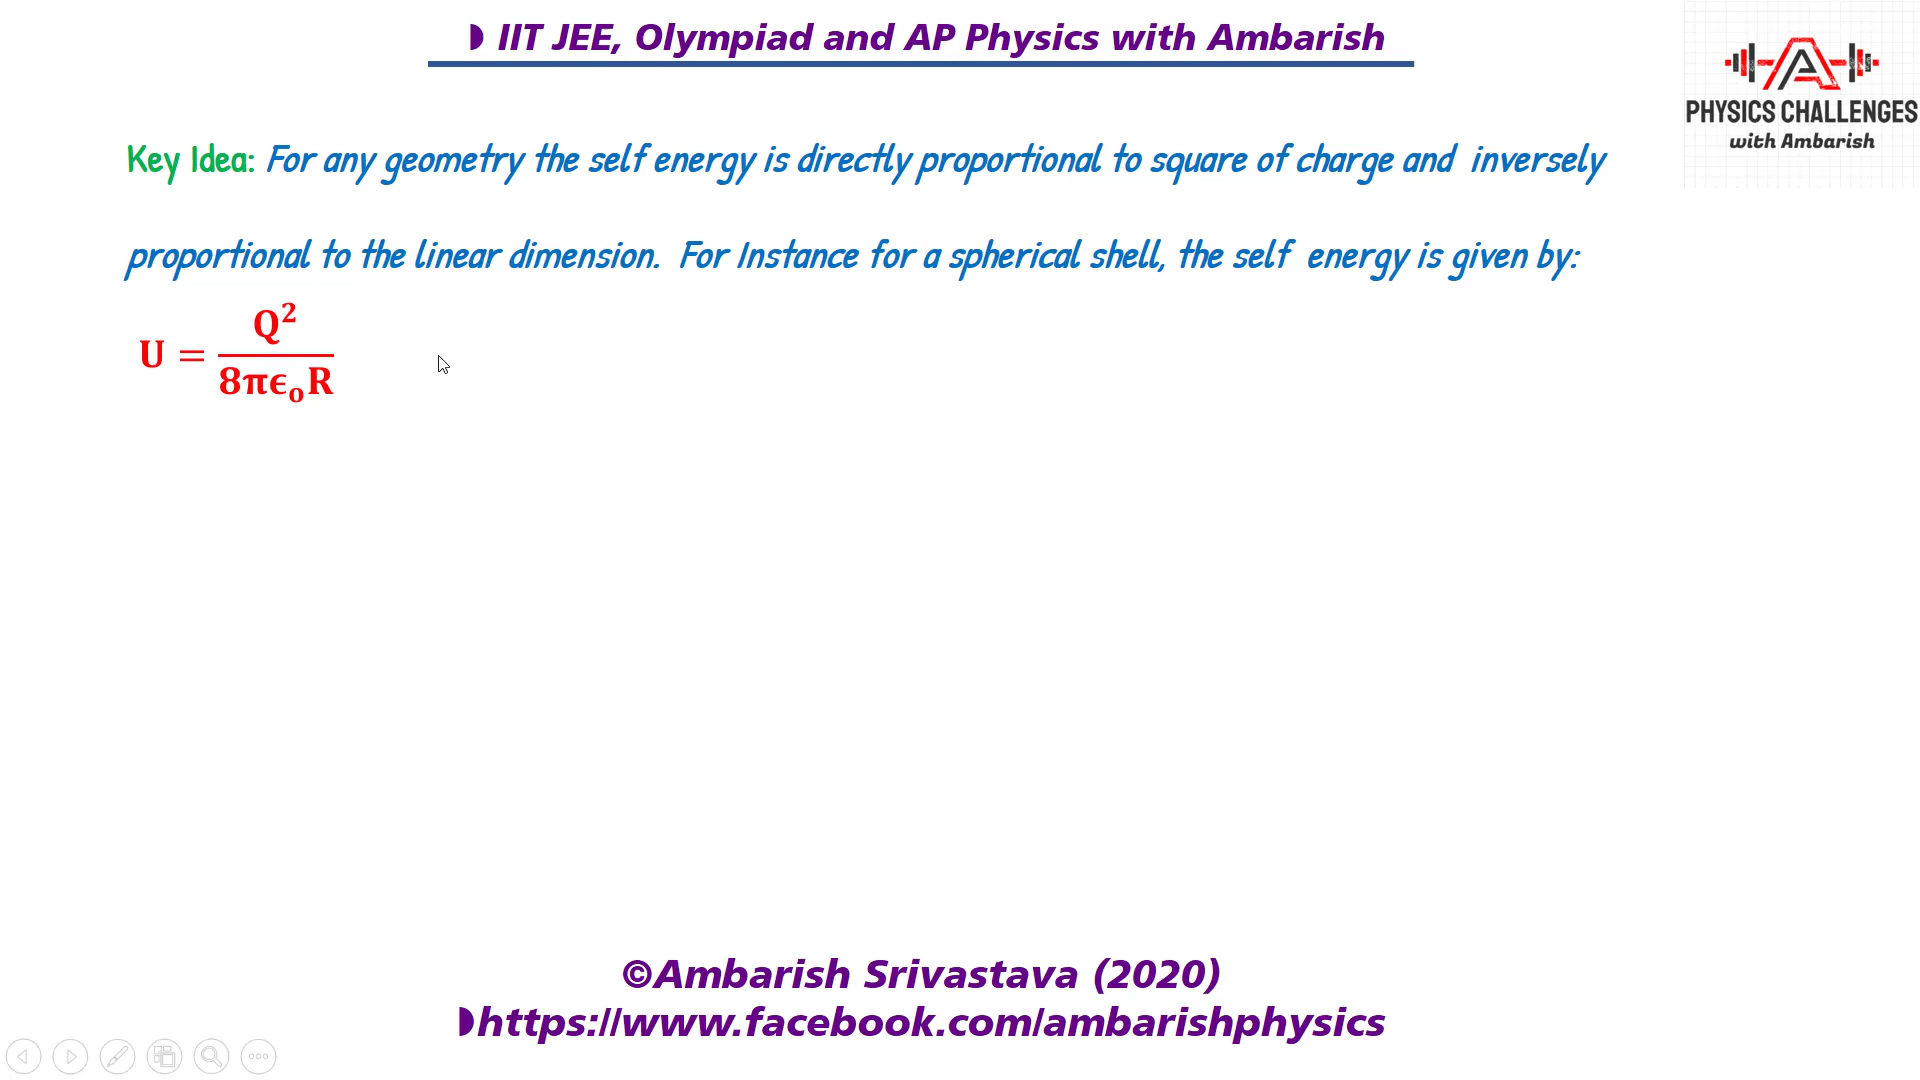 ◗ IIT JEE, Olympiad and AP Physics with Ambarish
PHYSICS CHALLENGES
with Ambarish
Key Idea: For any geometry the self energy is directly proportional to square of charge and inversely
proportional to the linear dimension. For Instance for a spherical shell, the self energy is given by:
U = Q² / 8πϵₒR
©Ambarish Srivastava (2020)
◗https://www.facebook.com/ambarishphysics